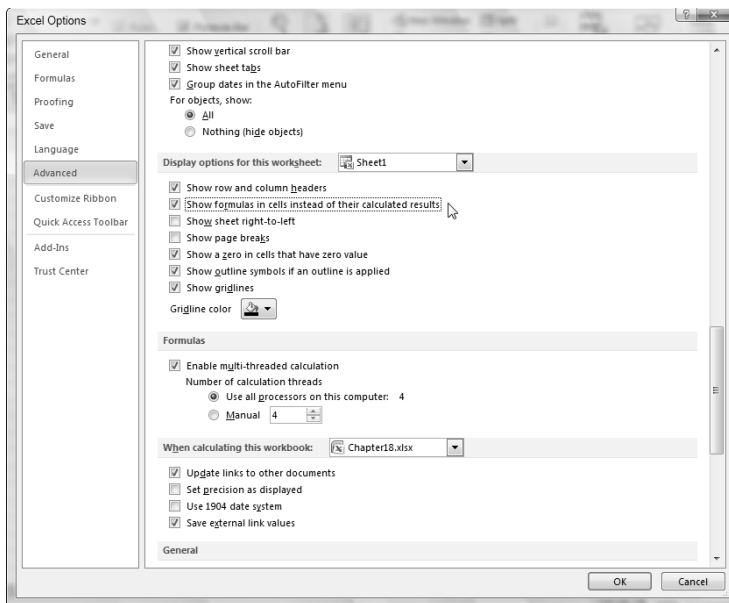 Excel Options
General
Formulas
Proofing
Save
Language
Advanced
Customize Ribbon
Quick Access Toolbar
Add-Ins
Trust Center
Show vertical scroll bar
Show sheet tabs
Group dates in the AutoFilter menu
For objects, show:
All
Nothing (hide objects)
Display options for this worksheet: Sheet1
Show row and column headers
Show formulas in cells instead of their calculated results
Show sheet right-to-left
Show page breaks
Show a zero in cells that have zero value
Show outline symbols if an outline is applied
Show gridlines
Gridline color
Formulas
Enable multi-threaded calculation
Number of calculation threads
Use all processors on this computer: 4
Manual 4
When calculating this workbook: Chapter18.xlsx
Update links to other documents
Set precision as displayed
Use 1904 date system
Save external link values
General
OK Cancel